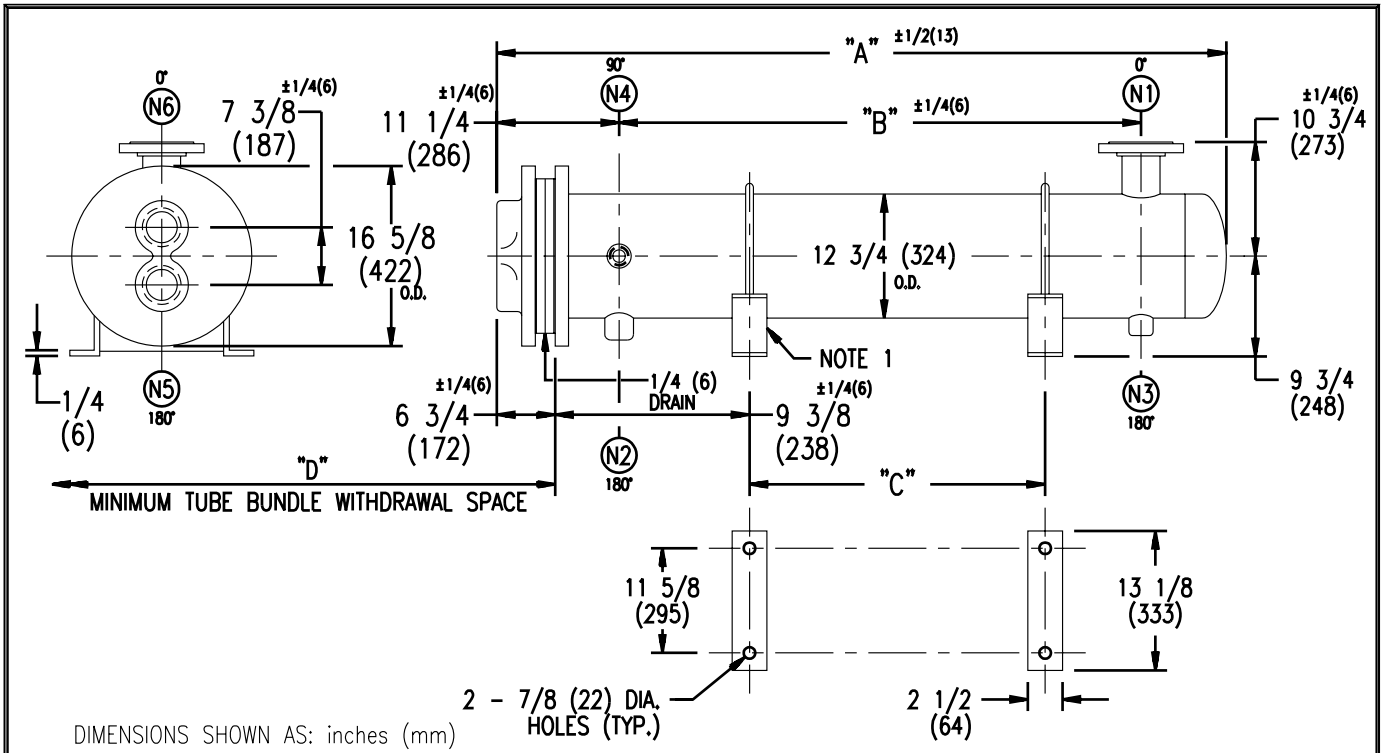 "A" ±1/2(13)
0°
N6
±1/4(6)
7 3/8
(187)
±1/4(6)
11 1/4
(286)
90°
N4
"B" ±1/4(6)
0°
N1
±1/4(6)
10 3/4
(273)
16 5/8
(422)
O.D.
12 3/4 (324)
O.D.
NOTE 1
1/4
(6)
N5
180°
±1/4(6)
6 3/4
(172)
1/4 (6)
DRAIN
±1/4(6)
9 3/8
(238)
N3
180°
9 3/4
(248)
"D"
MINIMUM TUBE BUNDLE WITHDRAWAL SPACE
N2
180°
"C"
11 5/8
(295)
13 1/8
(333)
2 - 7/8 (22) DIA.
HOLES (TYP.)
2 1/2
(64)
DIMENSIONS SHOWN AS: inches (mm)